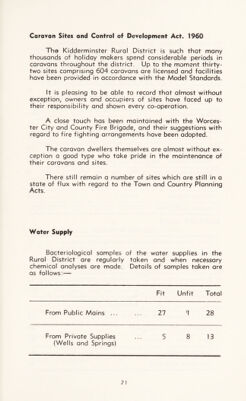 Caravan Sites and Control of Development Act, 1960
The Kidderminster Rural District is such that many
thousands of holiday makers spend considerable periods in
caravans throughout the district. Up to the moment thirty-
two sites comprising 604 caravans are licensed and facilities
have been provided in accordance with the Model Standards.
It is pleasing to be able to record that almost without
exception, owners and occupiers of sites have faced up to
their responsibility and shown every co-operation.
A close touch has been maintained with the Worces-
ter City and County Fire Brigade, and their suggestions with
regard to fire fighting arrangements have been adopted.
The caravan dwellers themselves are almost without ex-
ception a good type who take pride in the maintenance of
their caravans and sites.
There still remain a number of sites which are still in a
state of flux with regard to the Town and Country Planning
Acts.
Water Supply
Bacteriological samples of the water supplies in the
Rural District are regularly taken and when necessary
chemical analyses are made. Details of samples taken are
as follows:—
Fit Unfit Total
From Public Mains ... ... 27 1 28
From Private Supplies ... 5 8 13
(Wells and Springs)
21